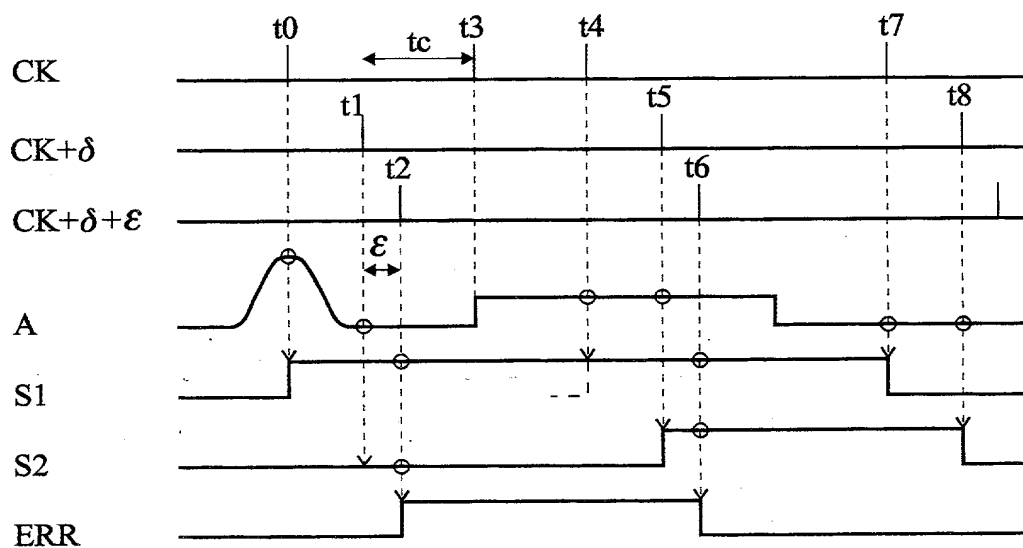 t0 tc t3 t4 t7
CK
t1 t5 t8
CK+δ
t2 t6
CK+δ+ε
ε
A
S1
S2
ERR